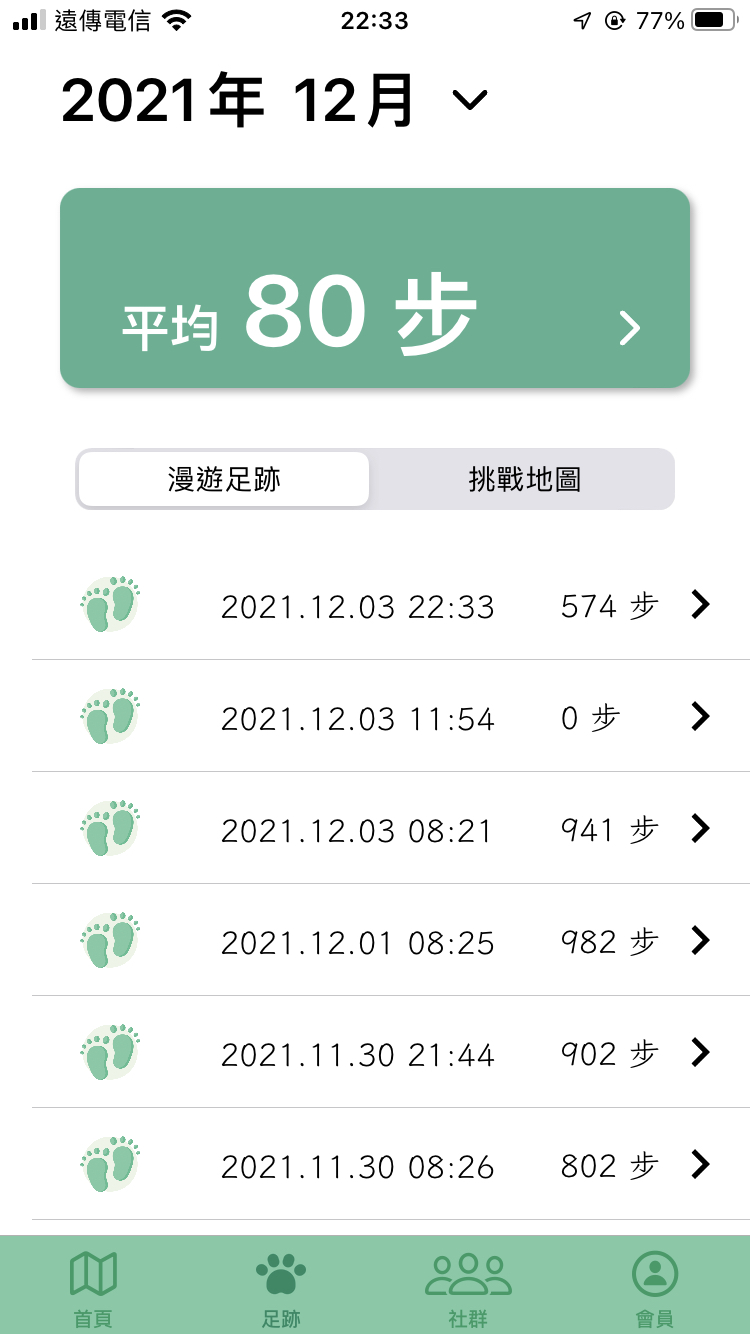 遠傳電信 22:33 77%
2021年 12月
平均 80 步
漫遊足跡 挑戰地圖
2021.12.03 22:33 574 步
2021.12.03 11:54 0 步
2021.12.03 08:21 941 步
2021.12.01 08:25 982 步
2021.11.30 21:44 902 步
2021.11.30 08:26 802 步
首頁 足跡 社群 會員